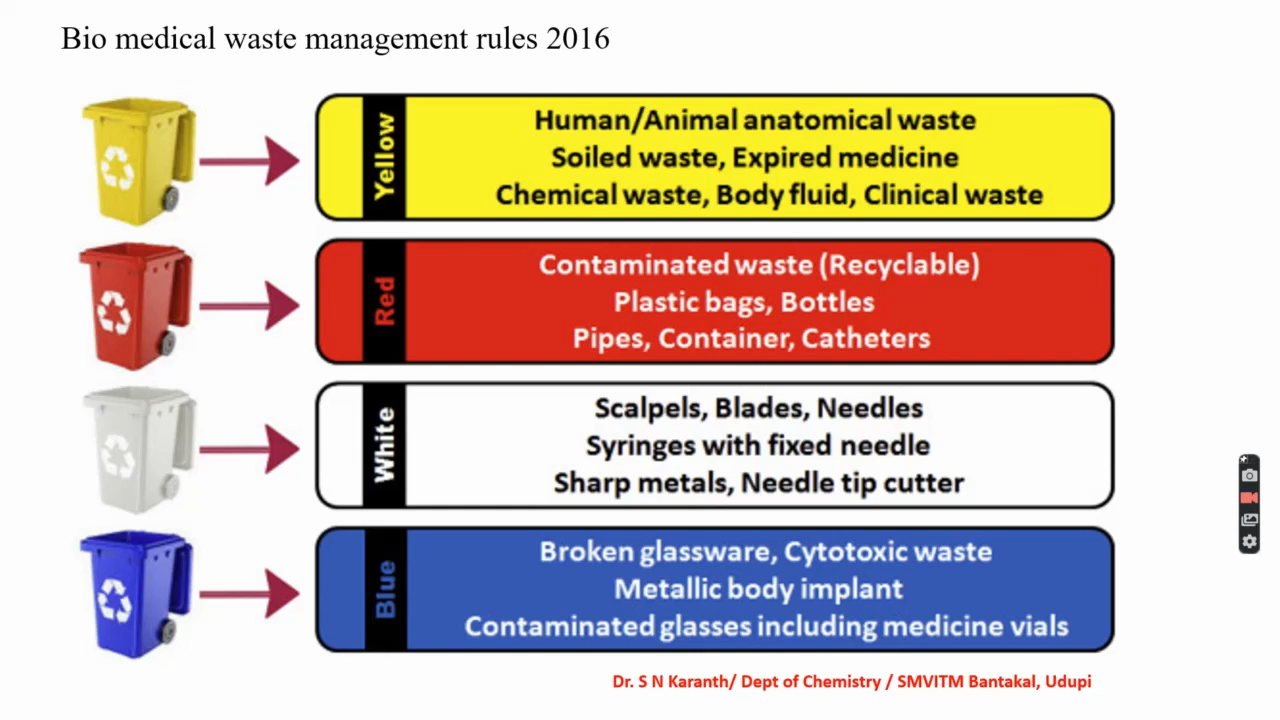 Bio medical waste management rules 2016
Yellow
Human/Animal anatomical waste
Soiled waste, Expired medicine
Chemical waste, Body fluid, Clinical waste
Red
Contaminated waste (Recyclable)
Plastic bags, Bottles
Pipes, Container, Catheters
White
Scalpels, Blades, Needles
Syringes with fixed needle
Sharp metals, Needle tip cutter
Blue
Broken glassware, Cytotoxic waste
Metallic body implant
Contaminated glasses including medicine vials
Dr. S N Karanth/ Dept of Chemistry / SMVITM Bantakal, Udupi